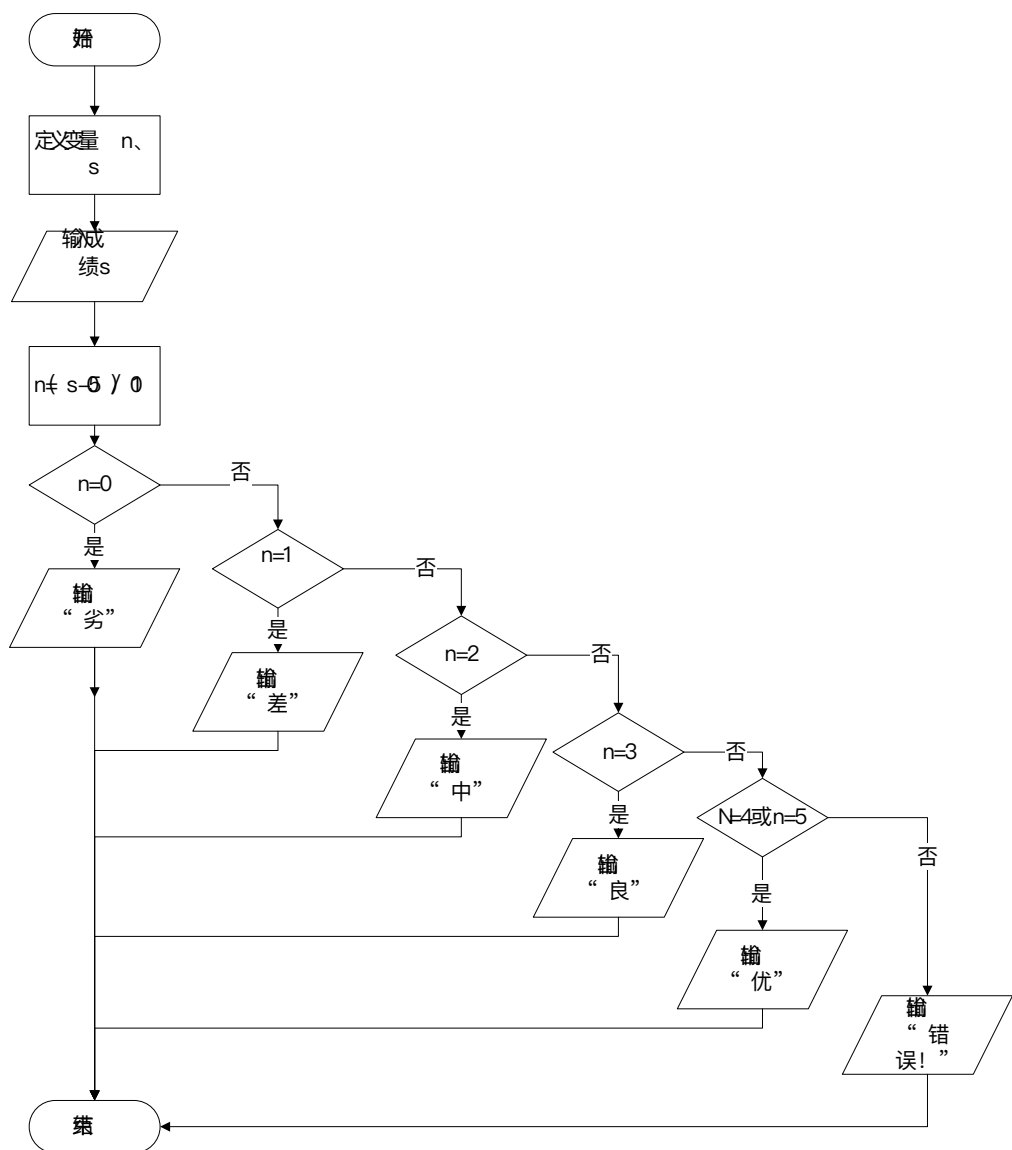 开始
定义变量 n、
s
输入成
绩s
n=(s-50)/10
n=0
否
是
n=1
否
是
输出
“劣”
n=2
否
是
输出
“差”
n=3
否
是
输出
“中”
N=4或n=5
否
是
输出
“良”
输出
“优”
输出
“错
误!”
结束